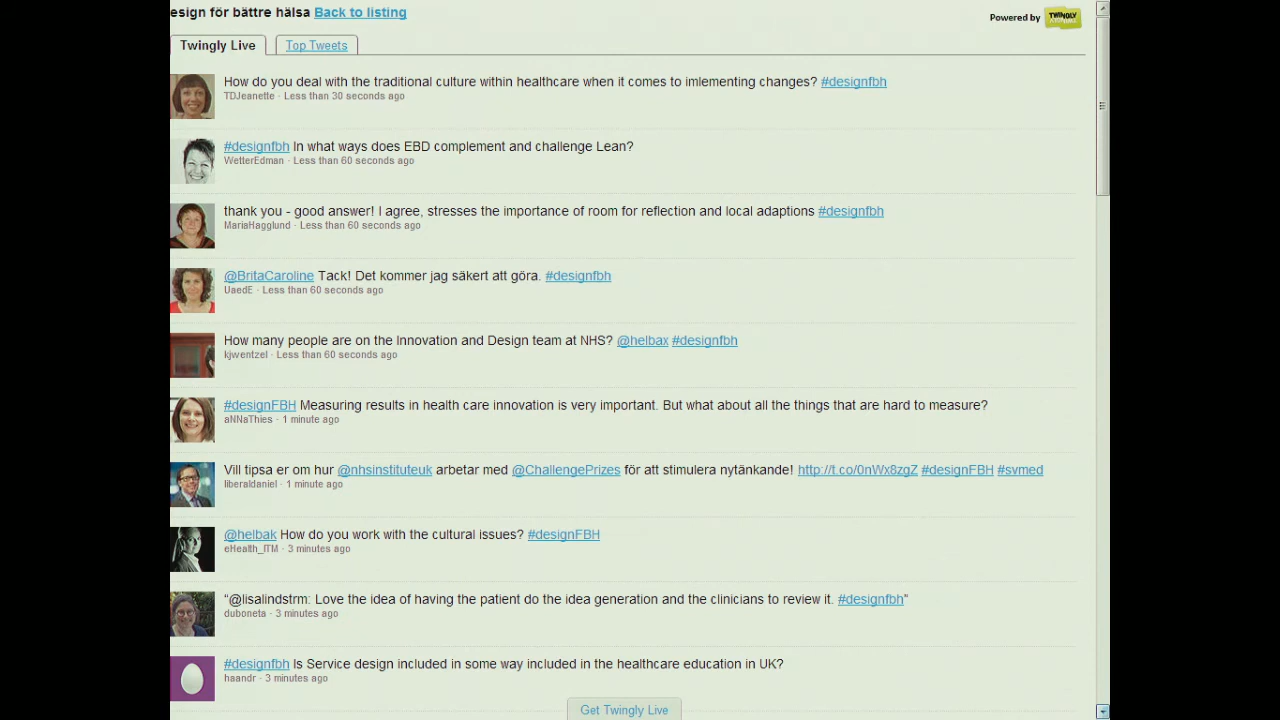 esign för bättre hälsa Back to listing
Powered by TWINGLY
Twingly Live Top Tweets
How do you deal with the traditional culture within healthcare when it comes to imlementing changes? #designfbh
TDJeanette · Less than 30 seconds ago
#designfbh In what ways does EBD complement and challenge Lean?
WetterEdman · Less than 60 seconds ago
thank you - good answer! I agree, stresses the importance of room for reflection and local adaptions #designfbh
MariaHagglund · Less than 60 seconds ago
@BritaCaroline Tack! Det kommer jag säkert att göra. #designfbh
UaedE · Less than 60 seconds ago
How many people are on the Innovation and Design team at NHS? @helbax #designfbh
kjwentzel · Less than 60 seconds ago
#designFBH Measuring results in health care innovation is very important. But what about all the things that are hard to measure?
aNNaThies · 1 minute ago
Vill tipsa er om hur @nhsinstituteuk arbetar med @ChallengePrizes för att stimulera nytänkande! http://t.co/0nWx8zgZ #designFBH #svmed
liberaldaniel · 1 minute ago
@helbak How do you work with the cultural issues? #designFBH
eHealth_ITM · 3 minutes ago
“@lisalindstrm: Love the idea of having the patient do the idea generation and the clinicians to review it. #designfbh”
duboneta · 3 minutes ago
#designfbh Is Service design included in some way included in the healthcare education in UK?
haandr · 3 minutes ago
Get Twingly Live